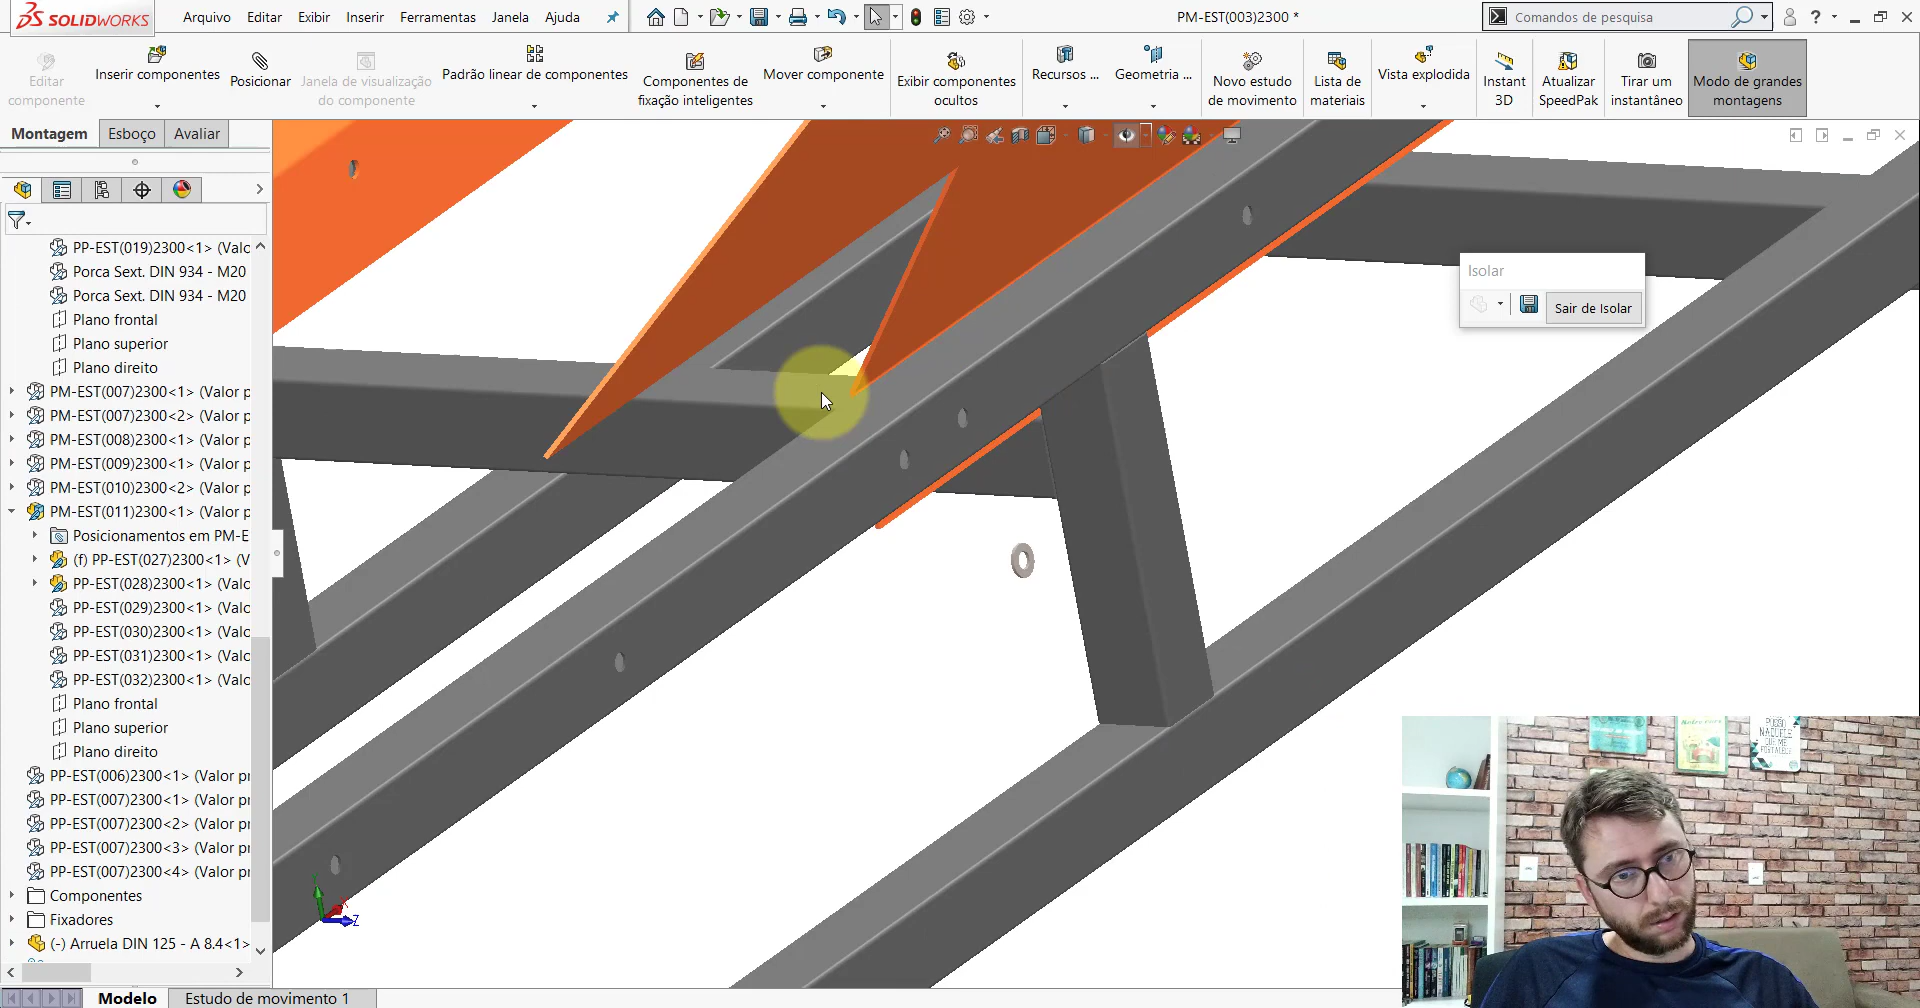 SOLIDWORKS
Arquivo Editar Exibir Inserir Ferramentas Janela Ajuda
PM-EST(003)2300 *
Comandos de pesquisa
?
Editar componente
Inserir componentes
Posicionar
Janela de visualização do componente
Padrão linear de componentes
Componentes de fixação inteligentes
Mover componente
Exibir componentes ocultos
Recursos ...
Geometria ...
Novo estudo de movimento
Lista de materiais
Vista explodida
Instant 3D
Atualizar SpeedPak
Tirar um instantâneo
Modo de grandes montagens
Montagem Esboço Avaliar
PP-EST(019)2300<1> (Valo
Porca Sext. DIN 934 - M20
Porca Sext. DIN 934 - M20
Plano frontal
Plano superior
Plano direito
PM-EST(007)2300<1> (Valor p
PM-EST(007)2300<2> (Valor p
PM-EST(008)2300<1> (Valor p
PM-EST(009)2300<1> (Valor p
PM-EST(010)2300<2> (Valor p
PM-EST(011)2300<1> (Valor p
Posicionamentos em PM-E
(f) PP-EST(027)2300<1> (V
PP-EST(028)2300<1> (Valo
PP-EST(029)2300<1> (Valo
PP-EST(030)2300<1> (Valo
PP-EST(031)2300<1> (Valo
PP-EST(032)2300<1> (Valo
Plano frontal
Plano superior
Plano direito
PP-EST(006)2300<1> (Valor pr
PP-EST(007)2300<1> (Valor pr
PP-EST(007)2300<2> (Valor pr
PP-EST(007)2300<3> (Valor pr
PP-EST(007)2300<4> (Valor pr
Componentes
Fixadores
(-) Arruela DIN 125 - A 8.4<1>
Isolar
Sair de Isolar
Z
NAQUELE
QUE ME
FORTALECE
Modelo Estudo de movimento 1